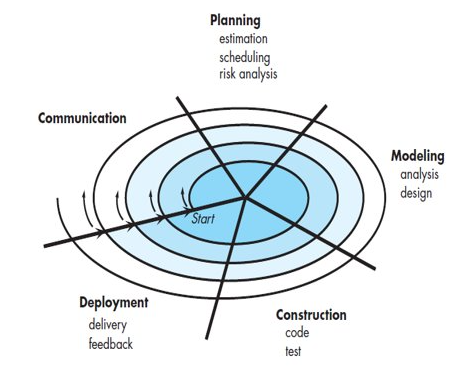 Planning
estimation
scheduling
risk analysis
Communication
Modeling
analysis
design
Start
Deployment
delivery
feedback
Construction
code
test